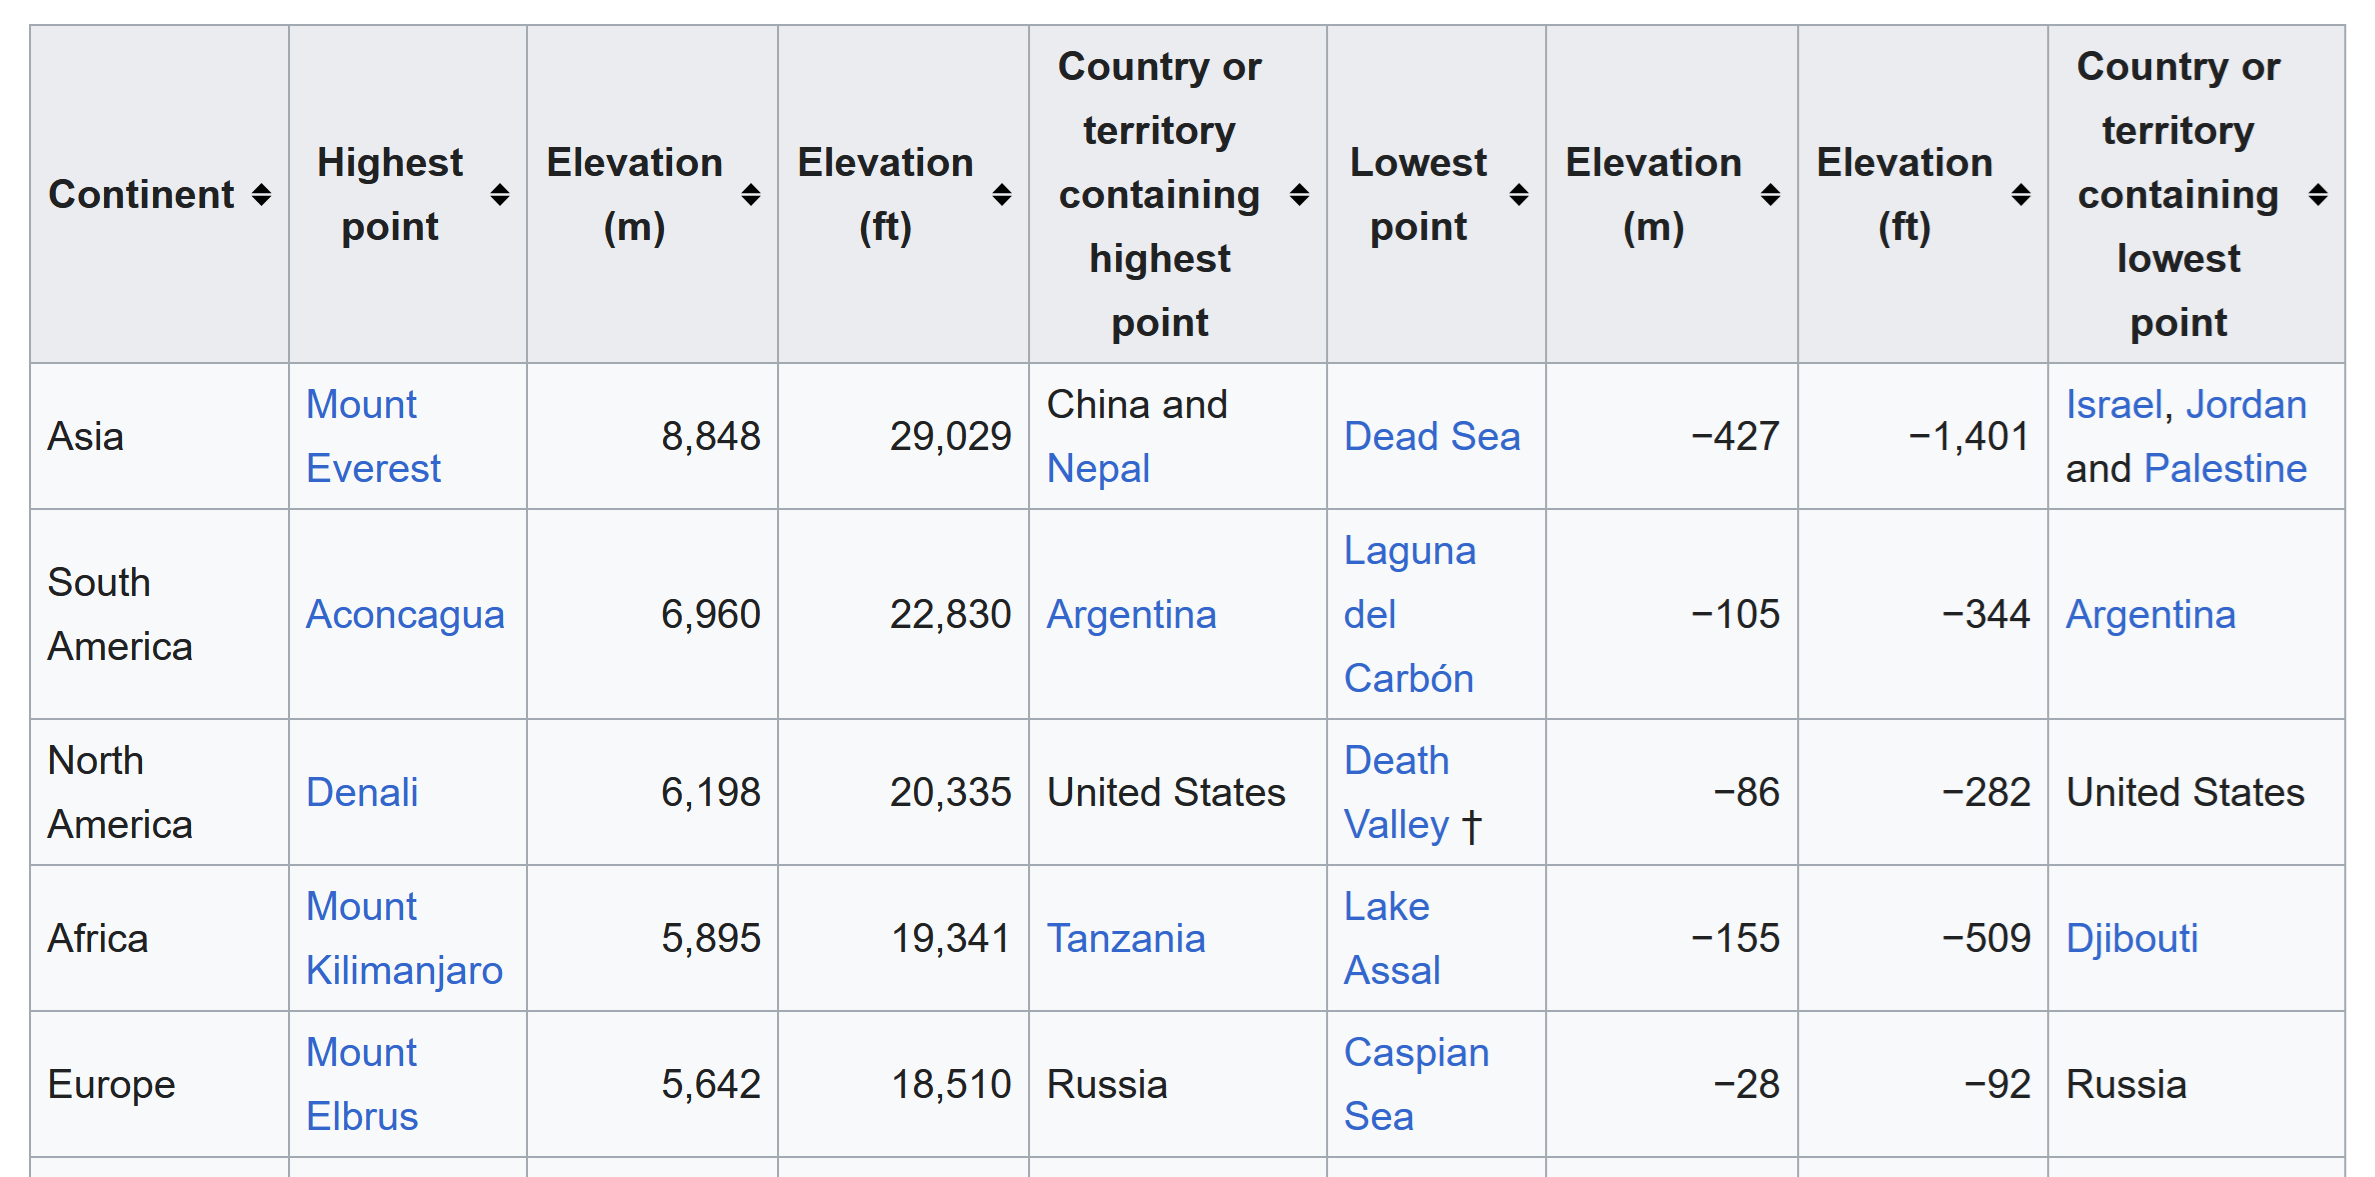 Continent
Highest
point
Elevation
(m)
Elevation
(ft)
Country or
territory
containing
highest
point
Lowest
point
Elevation
(m)
Elevation
(ft)
Country or
territory
containing
lowest
point
Asia
Mount
Everest
8,848
29,029
China and
Nepal
Dead Sea
−427
−1,401
Israel, Jordan
and Palestine
South
America
Aconcagua
6,960
22,830
Argentina
Laguna
del
Carbón
−105
−344
Argentina
North
America
Denali
6,198
20,335
United States
Death
Valley †
−86
−282
United States
Africa
Mount
Kilimanjaro
5,895
19,341
Tanzania
Lake
Assal
−155
−509
Djibouti
Europe
Mount
Elbrus
5,642
18,510
Russia
Caspian
Sea
−28
−92
Russia